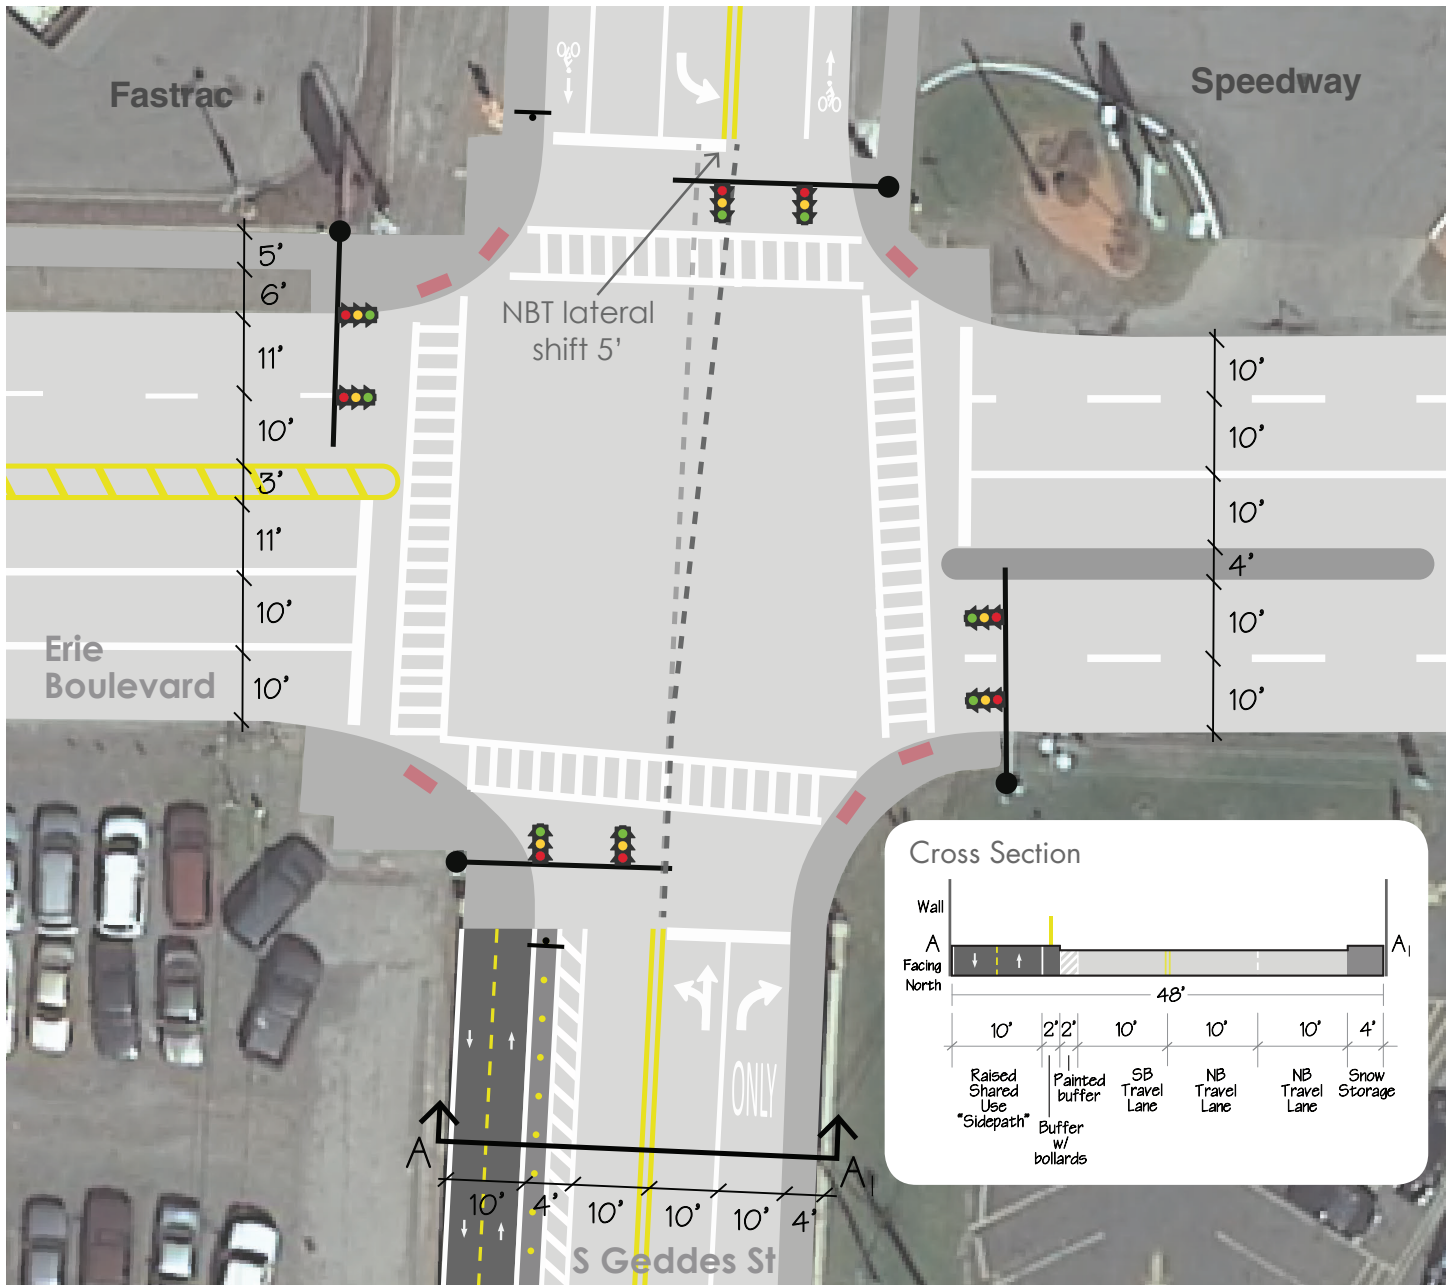 Fastrac
Speedway
NBT lateral
shift 5’
5’
6’
11’
10’
3’
11’
10’
10’
10’
10’
10’
4’
10’
10’
Erie
Boulevard
ONLY
A
A1
10’
4’
10’
10’
10’
4’
S Geddes St
Cross Section
Wall
A
A1
Facing
North
48’
10’
2’
2’
10’
10’
10’
4’
Raised
Shared
Use
"Sidepath"
Buffer
w/
bollards
Painted
buffer
SB
Travel
Lane
NB
Travel
Lane
NB
Travel
Lane
Snow
Storage